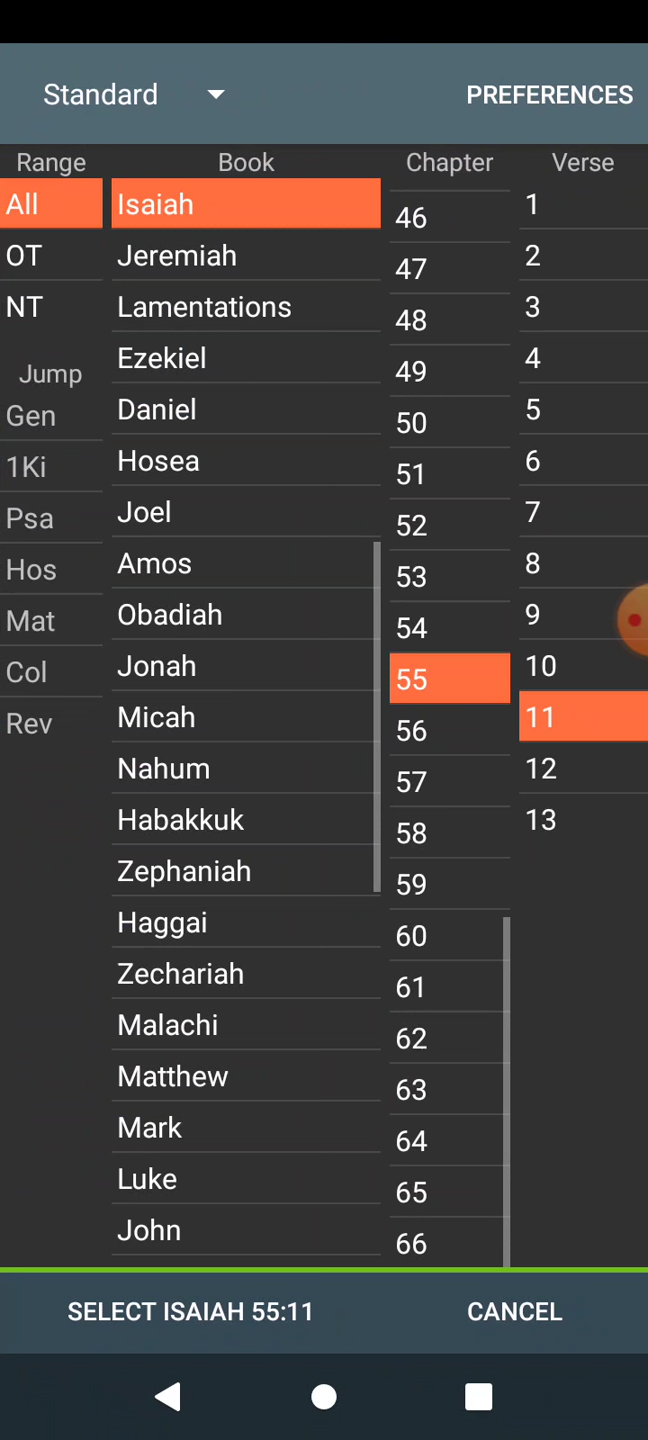 Standard
PREFERENCES
Range
Book
Chapter
Verse
All
OT
NT
Jump
Gen
1Ki
Psa
Hos
Mat
Col
Rev
Isaiah
Jeremiah
Lamentations
Ezekiel
Daniel
Hosea
Joel
Amos
Obadiah
Jonah
Micah
Nahum
Habakkuk
Zephaniah
Haggai
Zechariah
Malachi
Matthew
Mark
Luke
John
46
47
48
49
50
51
52
53
54
55
56
57
58
59
60
61
62
63
64
65
66
1
2
3
4
5
6
7
8
9
10
11
12
13
SELECT ISAIAH 55:11
CANCEL